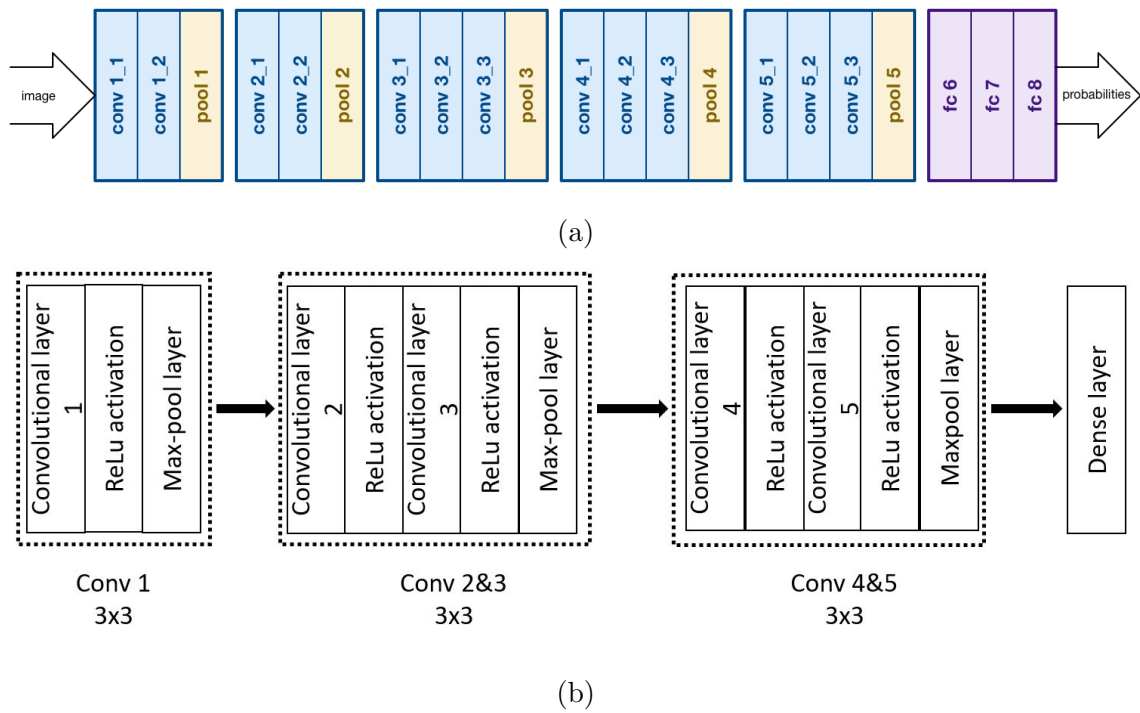 image
conv 1_1
conv 1_2
pool 1
conv 2_1
conv 2_2
pool 2
conv 3_1
conv 3_2
conv 3_3
pool 3
conv 4_1
conv 4_2
conv 4_3
pool 4
conv 5_1
conv 5_2
conv 5_3
pool 5
fc 6
fc 7
fc 8
probabilities
(a)
Convolutional layer
1
ReLu activation
Max-pool layer
Convolutional layer
2
ReLu activation
Convolutional layer
3
ReLu activation
Max-pool layer
Convolutional layer
4
ReLu activation
Convolutional layer
5
ReLu activation
Maxpool layer
Dense layer
Conv 1
3x3
Conv 2&3
3x3
Conv 4&5
3x3
(b)